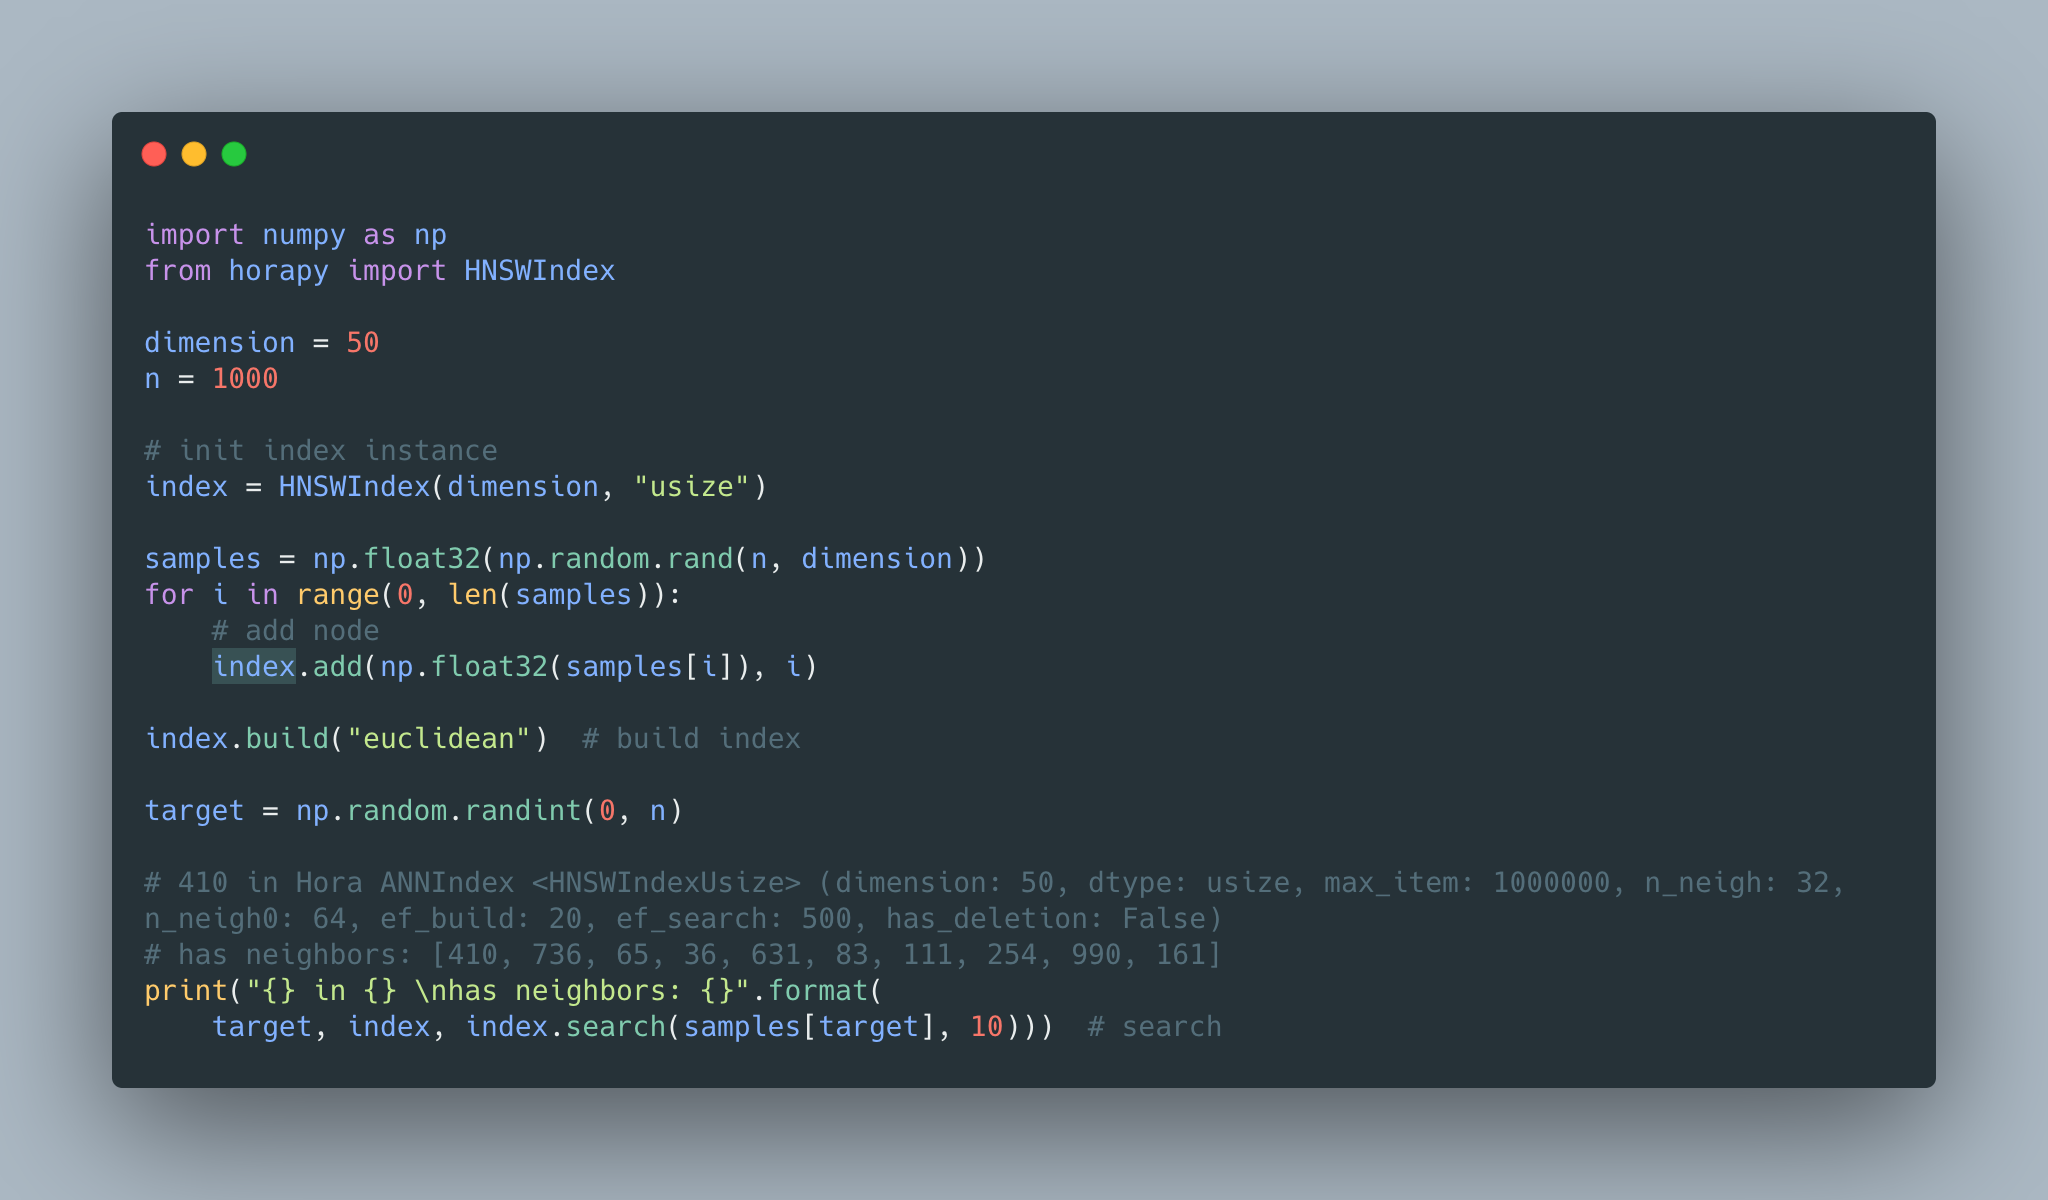 import numpy as np
from horapy import HNSWIndex
dimension = 50
n = 1000
# init index instance
index = HNSWIndex(dimension, "usize")
samples = np.float32(np.random.rand(n, dimension))
for i in range(0, len(samples)):
    # add node
    index.add(np.float32(samples[i]), i)
index.build("euclidean")  # build index
target = np.random.randint(0, n)
# 410 in Hora ANNIndex <HNSWIndexUsize> (dimension: 50, dtype: usize, max_item: 1000000, n_neigh: 32,
n_neigh0: 64, ef_build: 20, ef_search: 500, has_deletion: False)
# has neighbors: [410, 736, 65, 36, 631, 83, 111, 254, 990, 161]
print("{} in {} \nhas neighbors: {}".format(
    target, index, index.search(samples[target], 10)))  # search